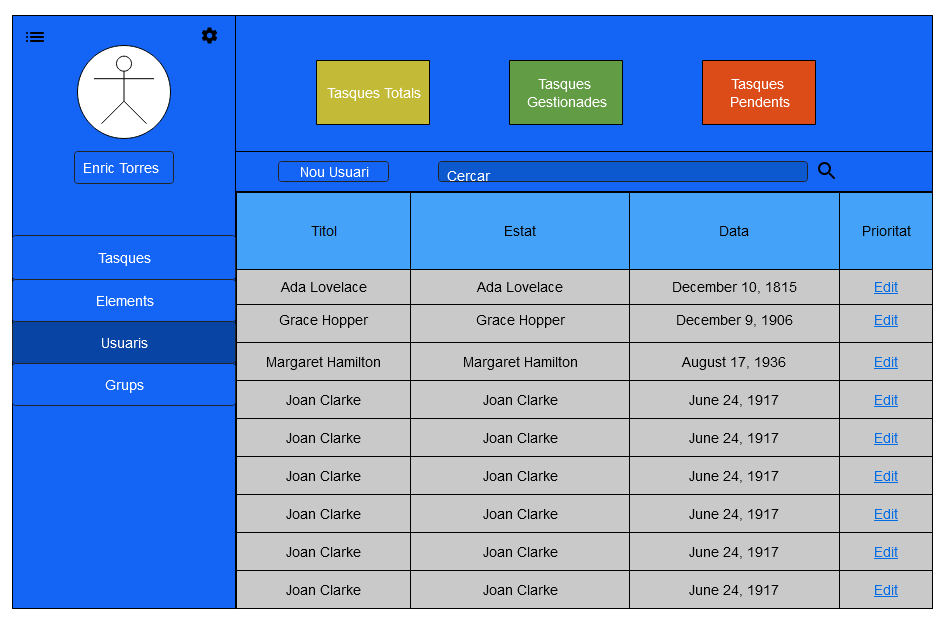 Enric Torres
Tasques
Elements
Usuaris
Grups
Tasques Totals
Tasques
Gestionades
Tasques
Pendents
Nou Usuari
Cercar
Titol Estat Data Prioritat
Ada Lovelace Ada Lovelace December 10, 1815 Edit
Grace Hopper Grace Hopper December 9, 1906 Edit
Margaret Hamilton Margaret Hamilton August 17, 1936 Edit
Joan Clarke Joan Clarke June 24, 1917 Edit
Joan Clarke Joan Clarke June 24, 1917 Edit
Joan Clarke Joan Clarke June 24, 1917 Edit
Joan Clarke Joan Clarke June 24, 1917 Edit
Joan Clarke Joan Clarke June 24, 1917 Edit
Joan Clarke Joan Clarke June 24, 1917 Edit